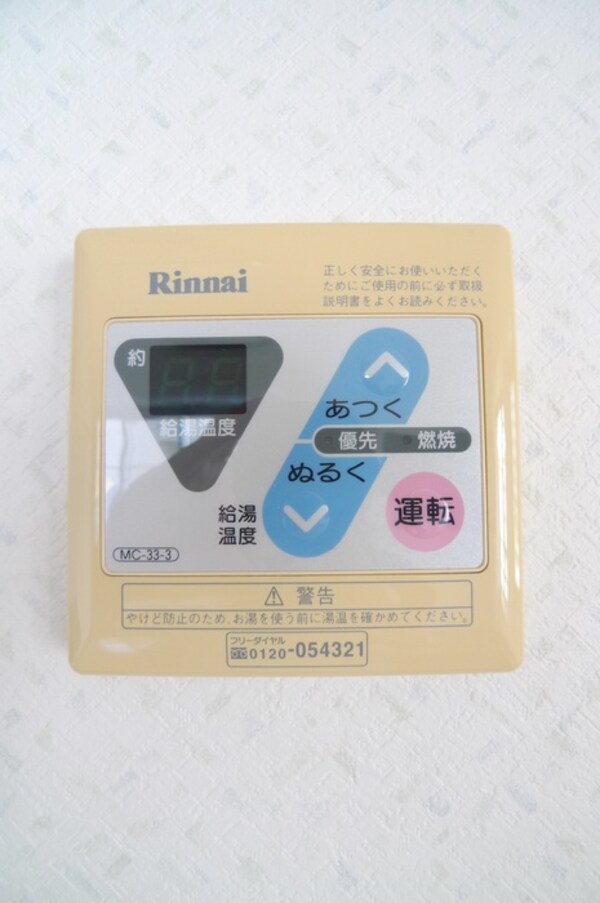 Rinnai
正しく安全にお使いいただく
ためにご使用の前に必ず取扱
説明書をよくお読みください。
約
給湯温度
あつく
優先 燃焼
ぬるく
給湯
温度
運転
MC-33-3
⚠ 警告
やけど防止のため、お湯を使う前に湯温を確かめてください。
フリーダイヤル
0120-054321